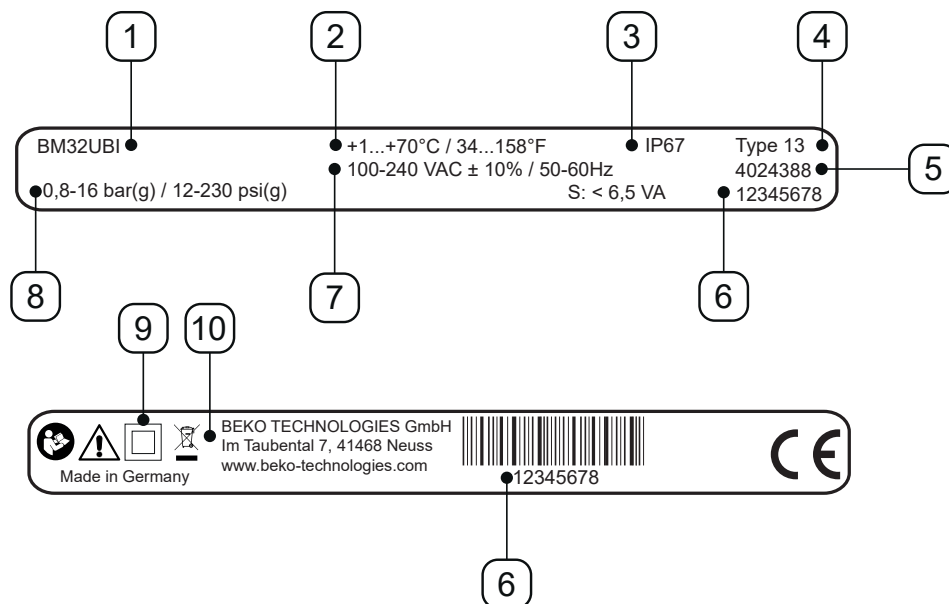 1 2 3 4
BM32UBI +1...+70°C / 34...158°F IP67 Type 13
100-240 VAC ± 10% / 50-60Hz 4024388 5
0,8-16 bar(g) / 12-230 psi(g) S: < 6,5 VA 12345678
8 7 6
9 10
BEKO TECHNOLOGIES GmbH
Im Taubental 7, 41468 Neuss
Made in Germany www.beko-technologies.com
12345678
CE
6